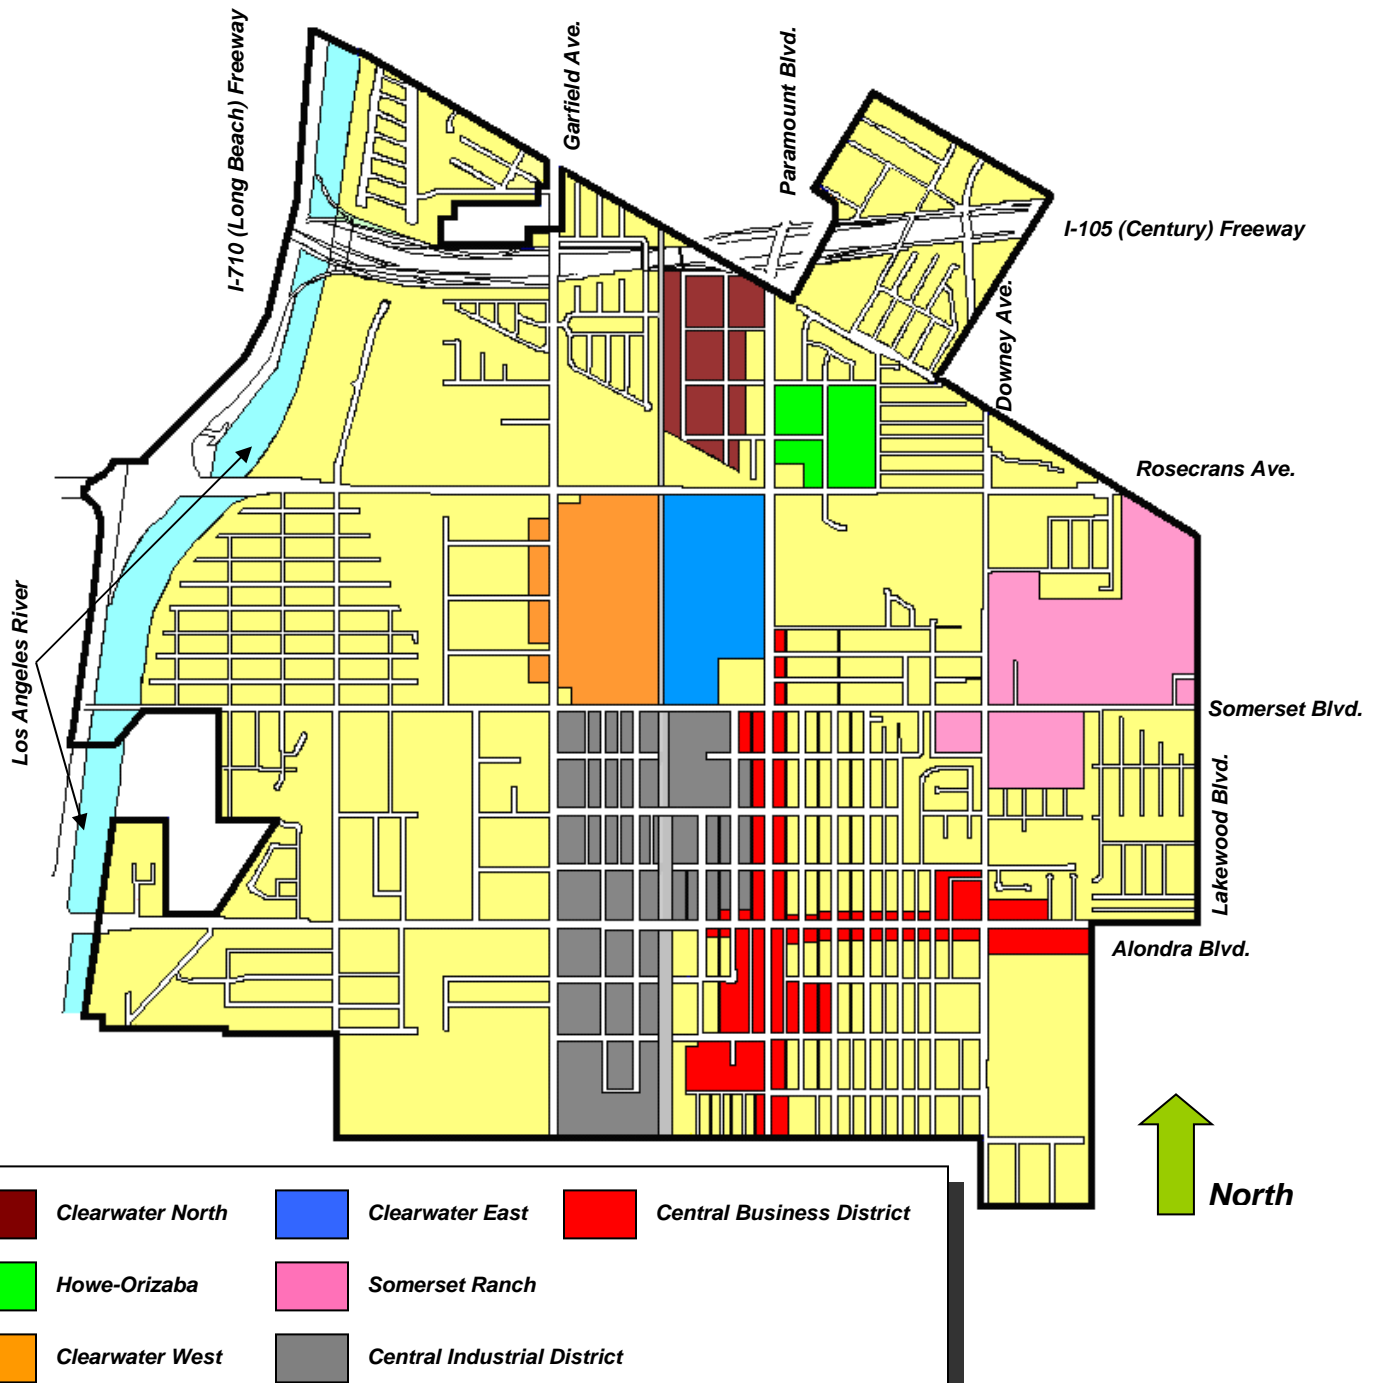 I-710 (Long Beach) Freeway
Garfield Ave.
Paramount Blvd.
I-105 (Century) Freeway
Downey Ave.
Rosecrans Ave.
Los Angeles River
Somerset Blvd.
Lakewood Blvd.
Alondra Blvd.
North
Clearwater North
Clearwater East
Central Business District
Howe-Orizaba
Somerset Ranch
Clearwater West
Central Industrial District